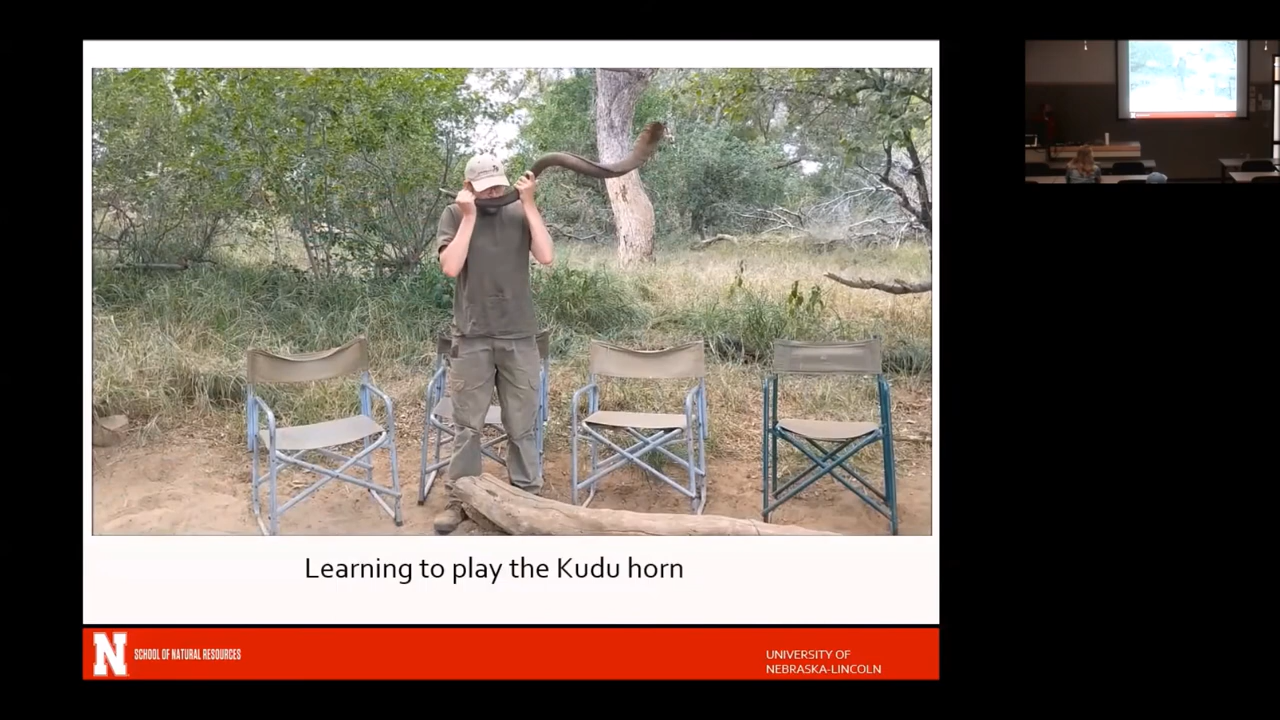 Learning to play the Kudu horn
N
SCHOOL OF NATURAL RESOURCES
UNIVERSITY OF
NEBRASKA-LINCOLN